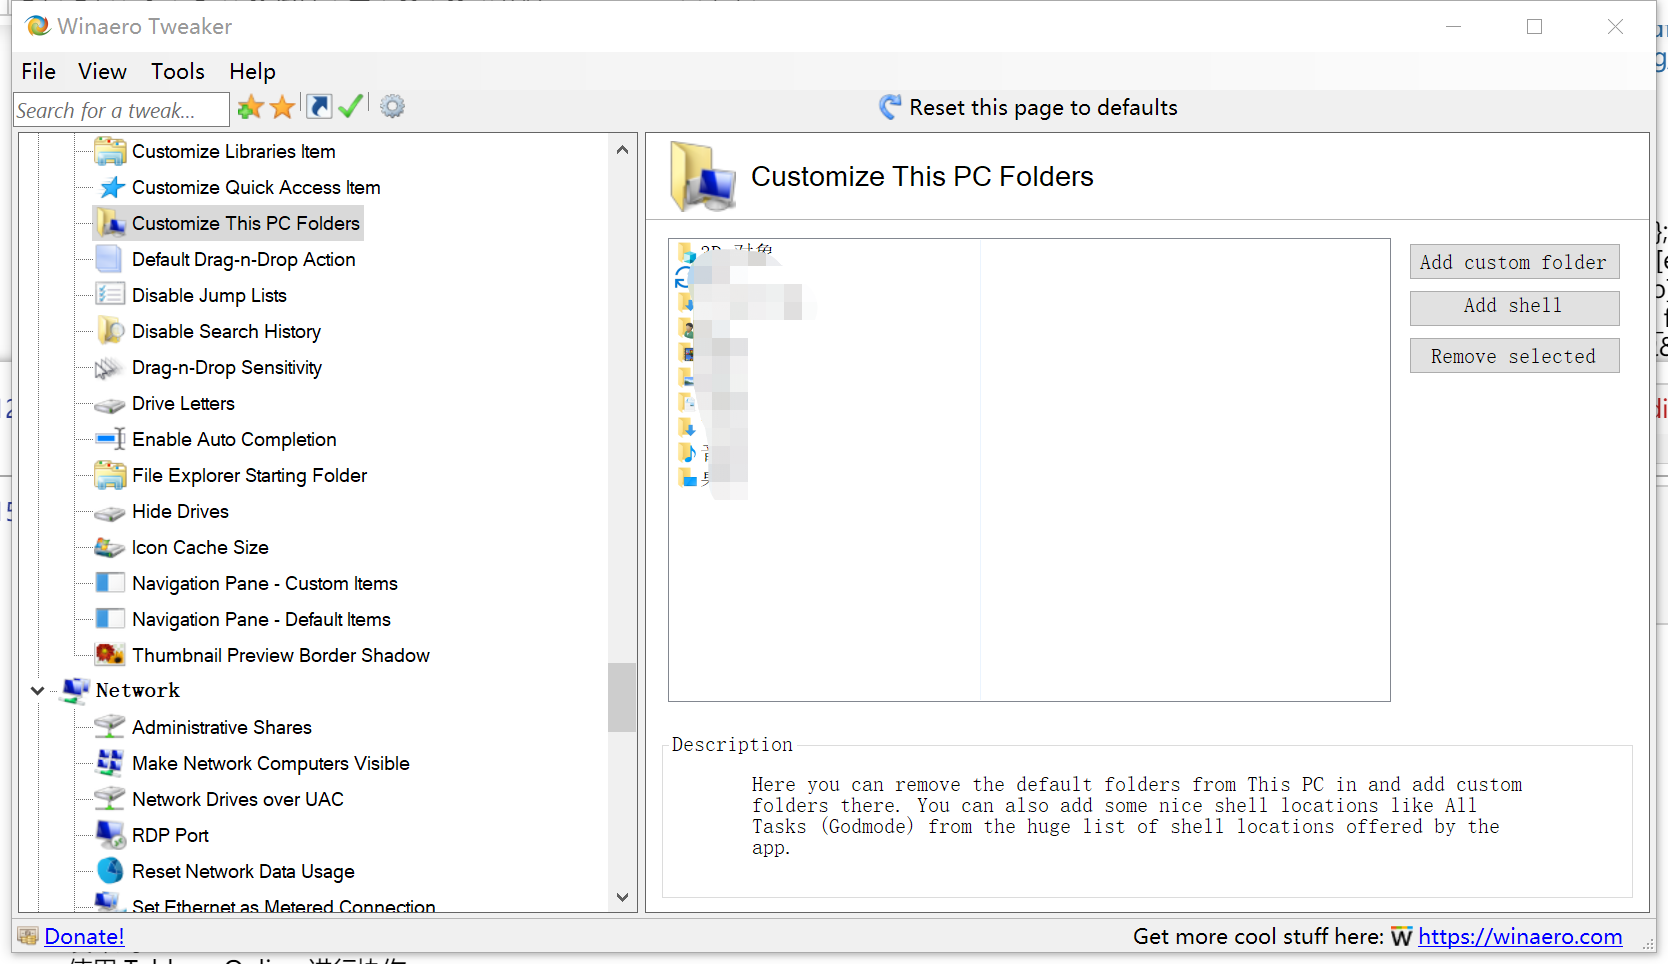 Winaero Tweaker
File View Tools Help
Search for a tweak...
Reset this page to defaults
Customize Libraries Item
Customize Quick Access Item
Customize This PC Folders
Default Drag-n-Drop Action
Disable Jump Lists
Disable Search History
Drag-n-Drop Sensitivity
Drive Letters
Enable Auto Completion
File Explorer Starting Folder
Hide Drives
Icon Cache Size
Navigation Pane - Custom Items
Navigation Pane - Default Items
Thumbnail Preview Border Shadow
Network
Administrative Shares
Make Network Computers Visible
Network Drives over UAC
RDP Port
Reset Network Data Usage
Set Ethernet as Metered Connection
Customize This PC Folders
3D 对象
Add custom folder
Add shell
Remove selected
Description
Here you can remove the default folders from This PC in and add custom
folders there. You can also add some nice shell locations like All
Tasks (Godmode) from the huge list of shell locations offered by the
app.
Donate!
Get more cool stuff here: W https://winaero.com